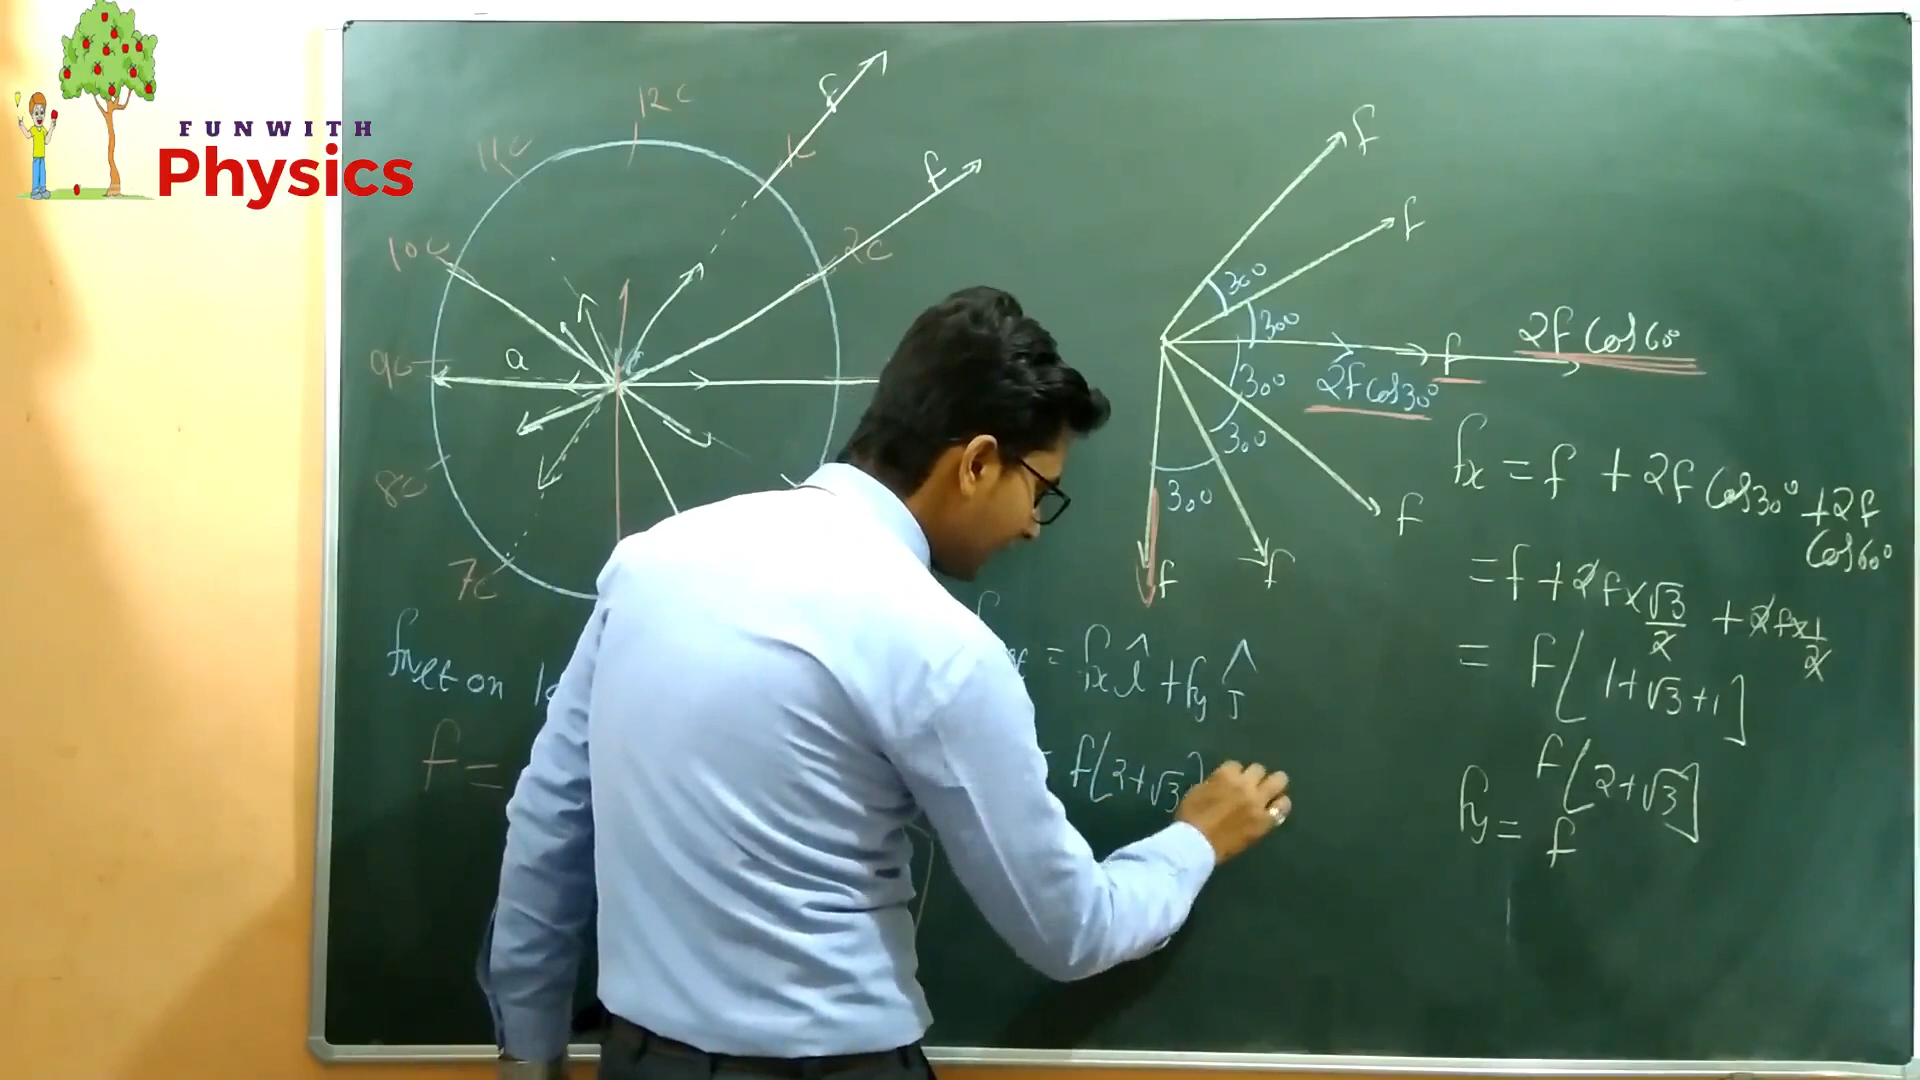 FUNWITH
Physics
12C
11C
1C
f
f
2C
10C
9C
a
8C
7C
f
f
30°
30°
f
2f Cos60°
30°
2f Cos30°
30°
30°
f
f
f
fx = f + 2f Cos30° + 2f
Cos60°
= f + 2f × √3/2 + 2f × 1/2
= f[1+√3+1]
f[2+√3]
fy = f
fnet on
= fx î + fy ĵ
= f[2+√3]
f =